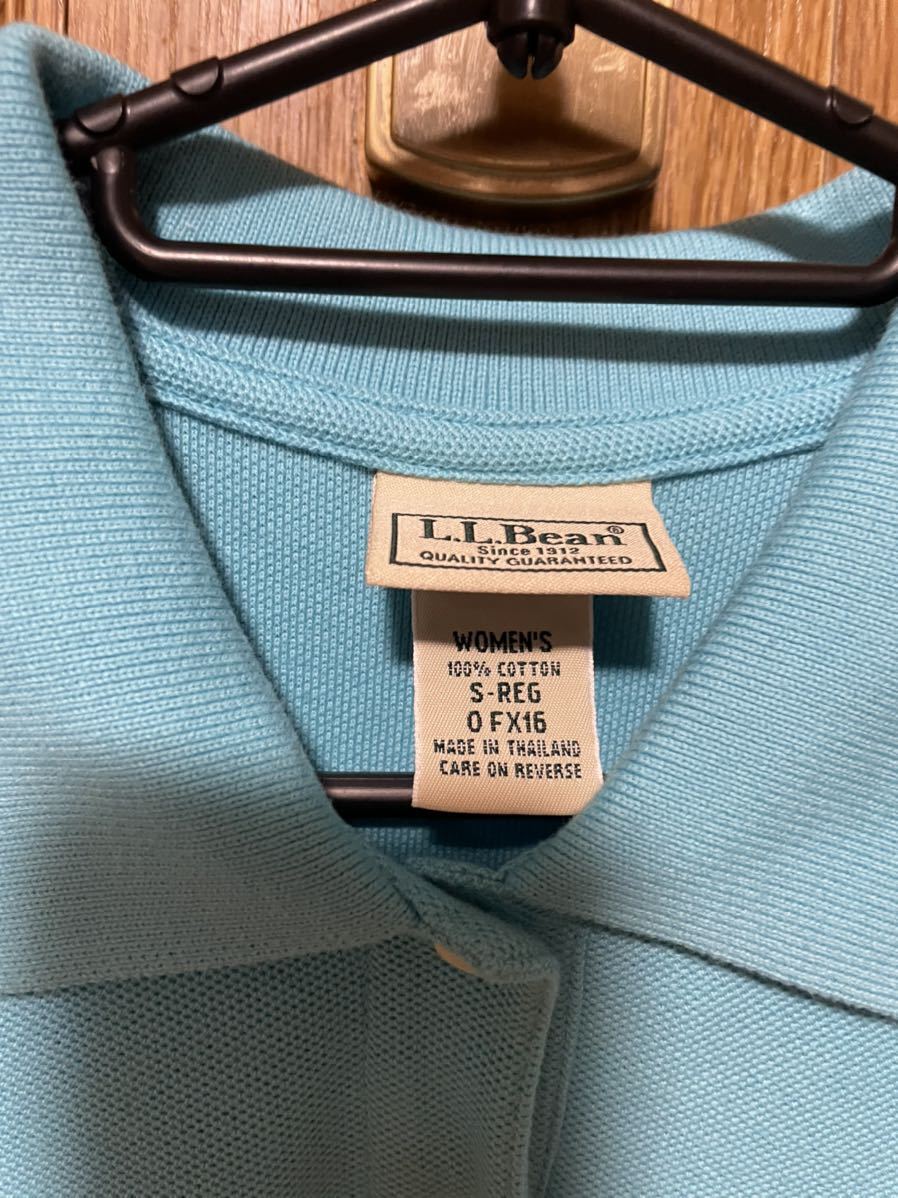 L.L.Bean®
Since 1912
QUALITY GUARANTEED
WOMEN'S
100% COTTON
S-REG
0 FX16
MADE IN THAILAND
CARE ON REVERSE